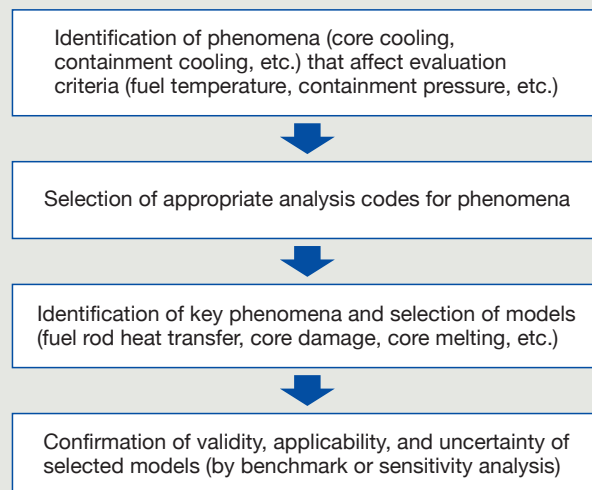 Identification of phenomena (core cooling,
containment cooling, etc.) that affect evaluation
criteria (fuel temperature, containment pressure, etc.)
Selection of appropriate analysis codes for phenomena
Identification of key phenomena and selection of models
(fuel rod heat transfer, core damage, core melting, etc.)
Confirmation of validity, applicability, and uncertainty of
selected models (by benchmark or sensitivity analysis)